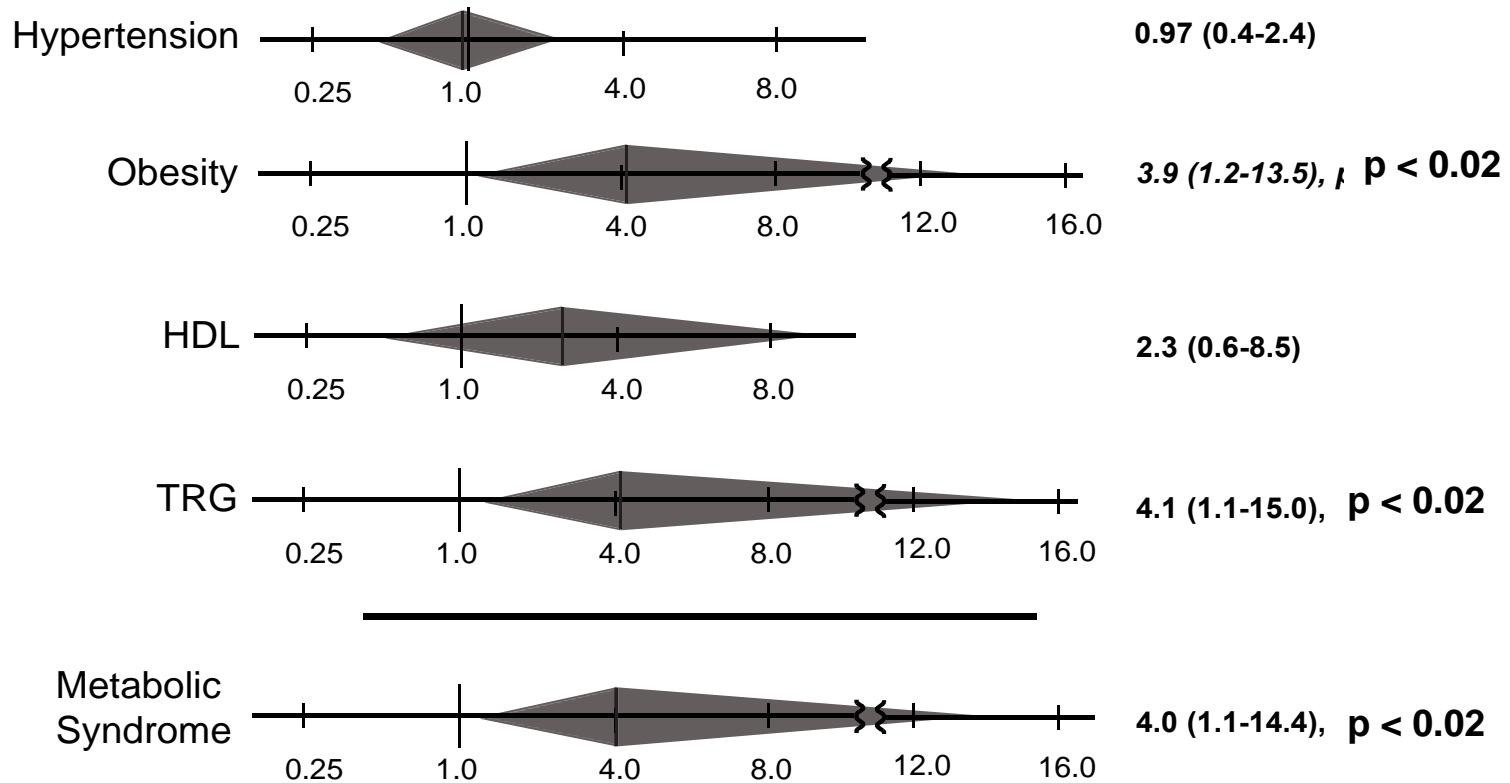 Hypertension
0.97 (0.4-2.4)
0.25 1.0 4.0 8.0
Obesity
3.9 (1.2-13.5), p < 0.02
0.25 1.0 4.0 8.0 12.0 16.0
HDL
2.3 (0.6-8.5)
0.25 1.0 4.0 8.0
TRG
4.1 (1.1-15.0), p < 0.02
0.25 1.0 4.0 8.0 12.0 16.0
Metabolic
Syndrome
4.0 (1.1-14.4), p < 0.02
0.25 1.0 4.0 8.0 12.0 16.0